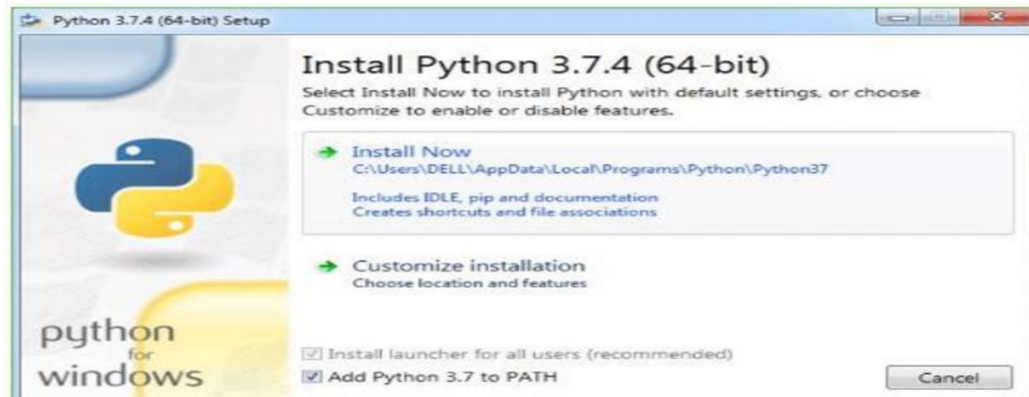 Python 3.7.4 (64-bit) Setup
Install Python 3.7.4 (64-bit)
Select Install Now to install Python with default settings, or choose
Customize to enable or disable features.
Install Now
C:\Users\DELL\AppData\Local\Programs\Python\Python37
Includes IDLE, pip and documentation
Creates shortcuts and file associations
Customize installation
Choose location and features
python
for
windows
Install launcher for all users (recommended)
Add Python 3.7 to PATH
Cancel